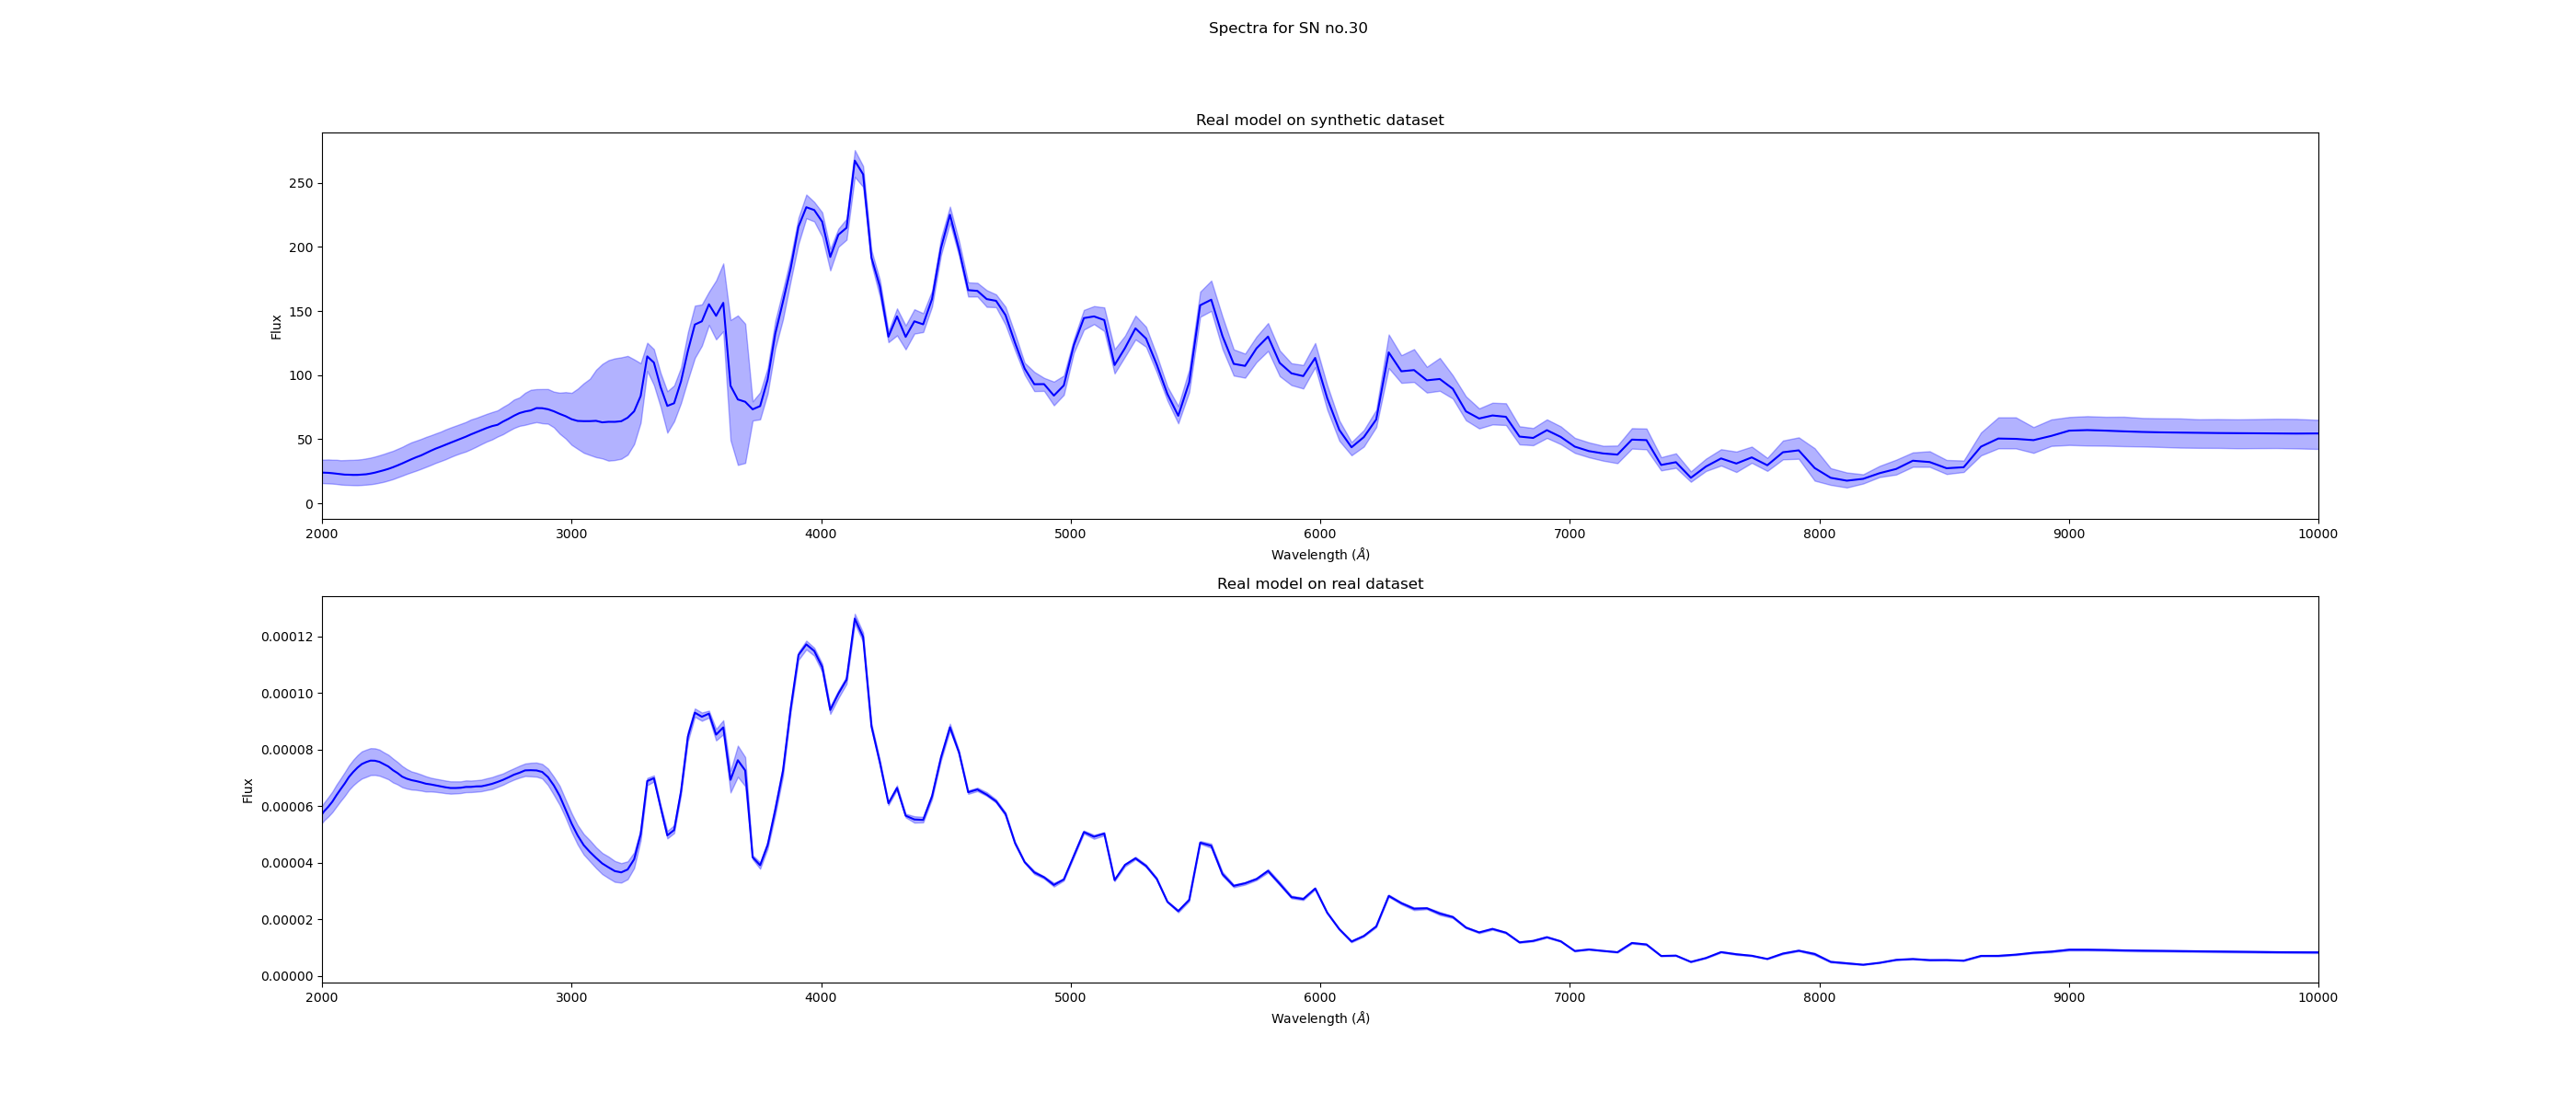 Spectra for SN no.30
Real model on synthetic dataset
Flux
250
200
150
100
50
0
2000 3000 4000 5000 6000 7000 8000 9000 10000
Wavelength (Å)
Real model on real dataset
Flux
0.00012
0.00010
0.00008
0.00006
0.00004
0.00002
0.00000
2000 3000 4000 5000 6000 7000 8000 9000 10000
Wavelength (Å)